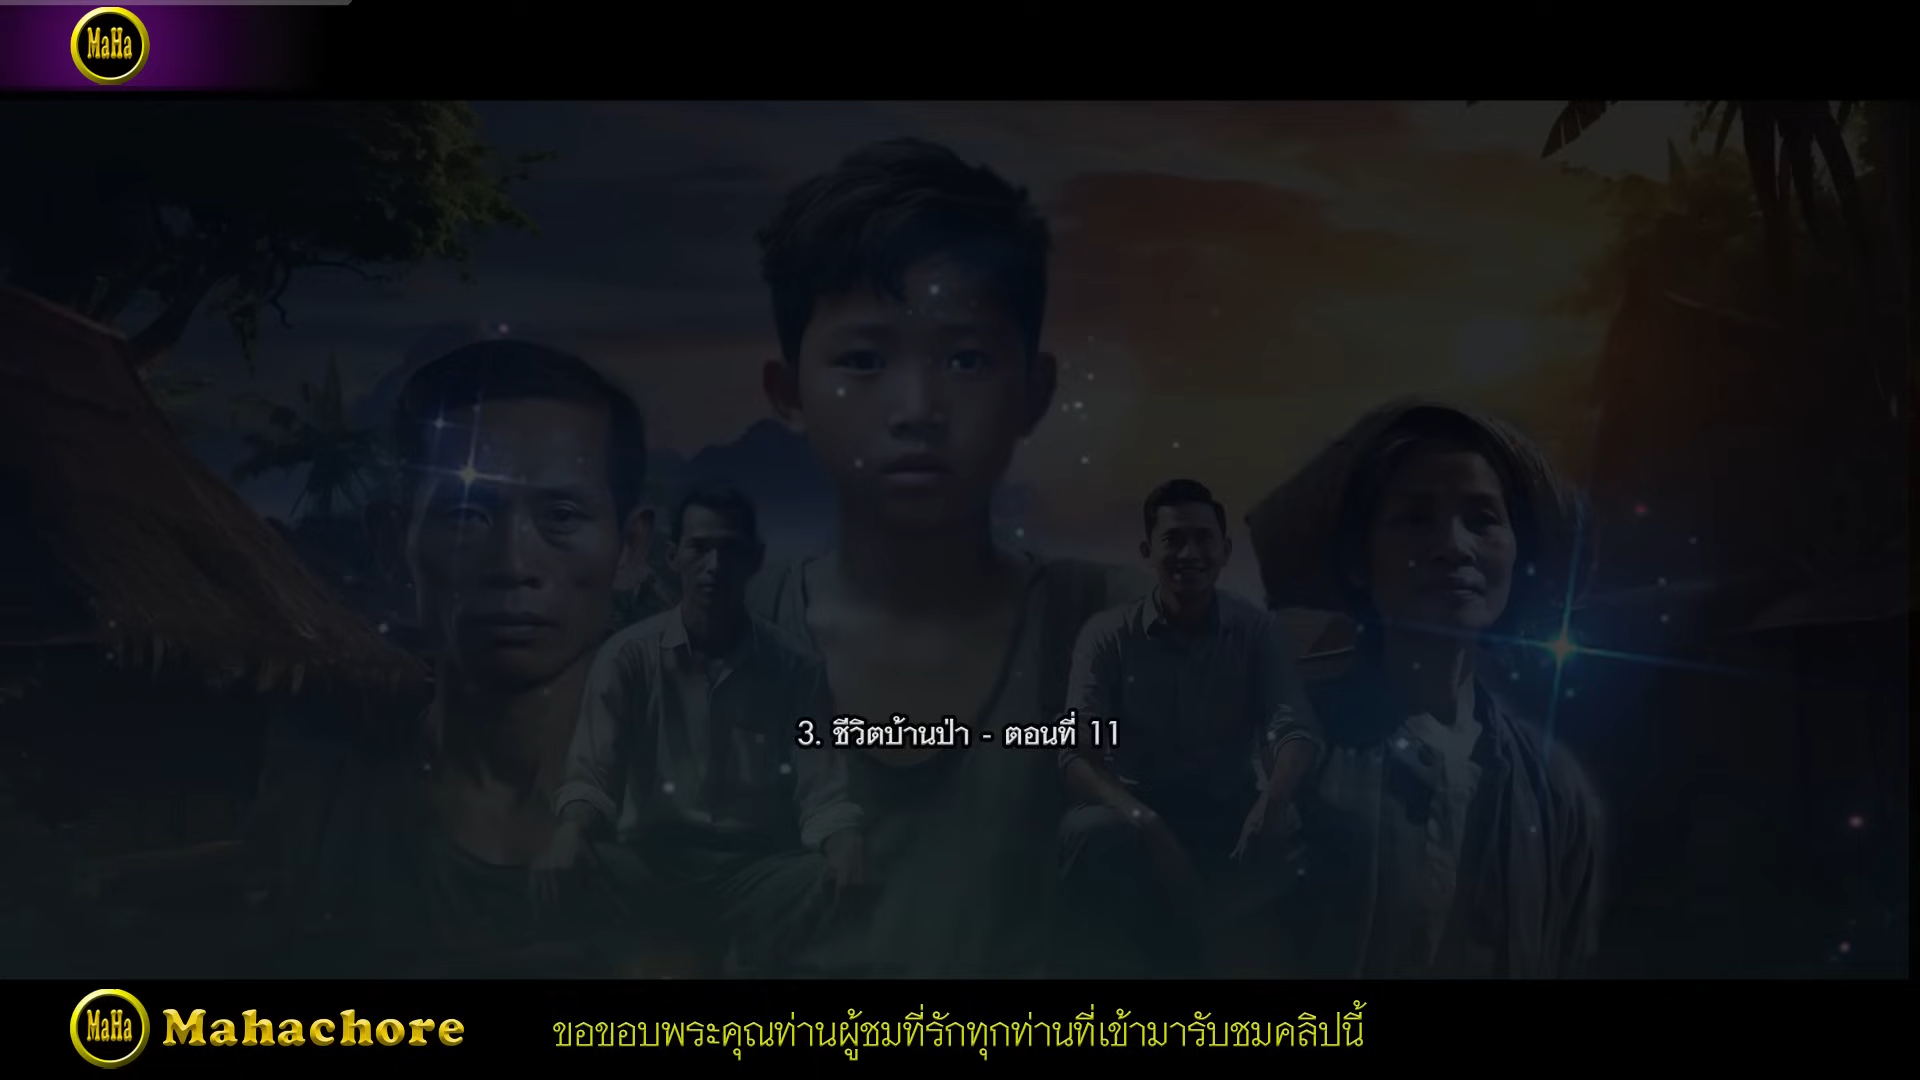 MaHa
3. ชีวิตบ้านป่า - ตอนที่ 11
MaHa Mahachore
ขอขอบพระคุณท่านผู้ชมที่รักทุกท่านที่เข้ามารับชมคลิปนี้